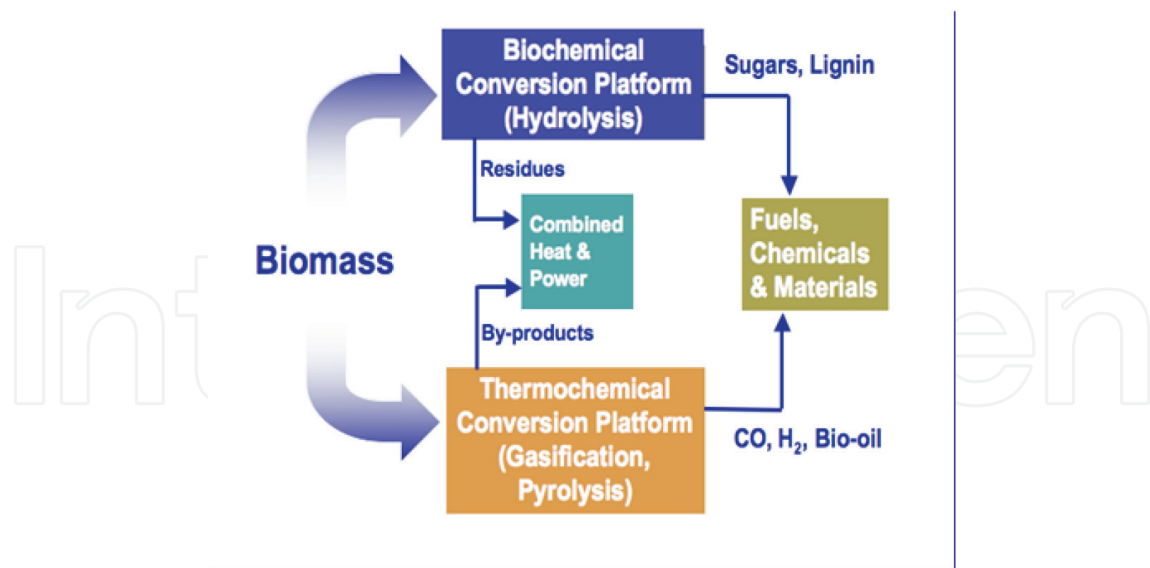 Biochemical
Conversion Platform
(Hydrolysis)
Sugars, Lignin
Residues
Combined
Heat &
Power
Fuels,
Chemicals
& Materials
Biomass
By-products
Thermochemical
Conversion Platform
(Gasification,
Pyrolysis)
CO, H₂, Bio-oil